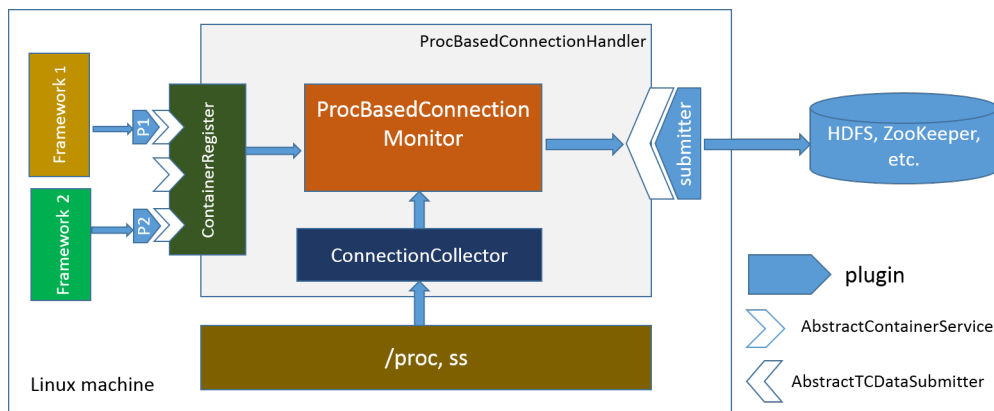 ProcBasedConnectionHandler
Framework 1
P1
ContainerRegister
ProcBasedConnection
Monitor
submitter
HDFS, ZooKeeper,
etc.
Framework 2
P2
ConnectionCollector
plugin
/proc, ss
AbstractContainerService
Linux machine
AbstractTCDataSubmitter